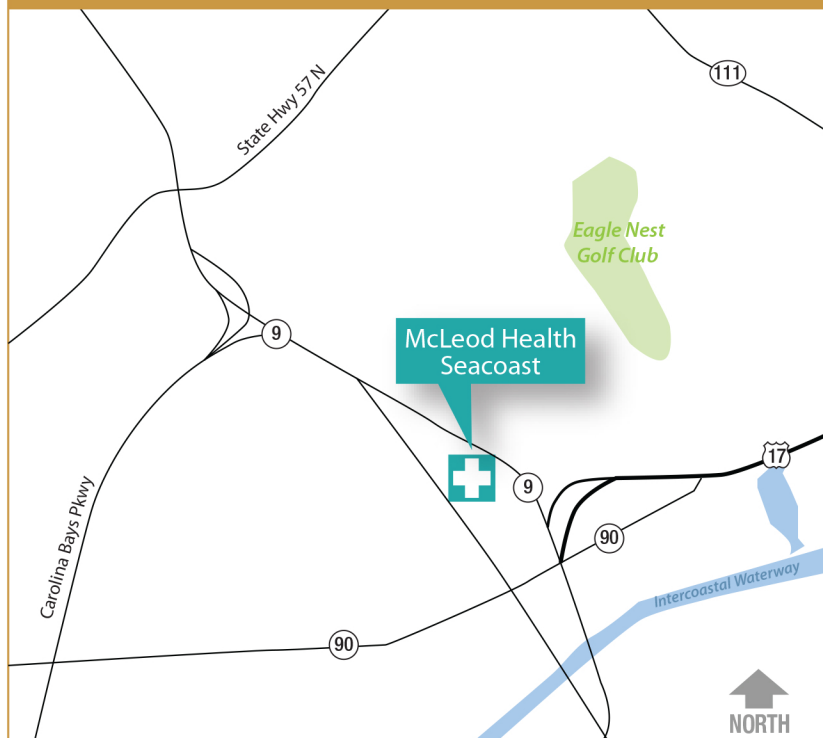 State Hwy 57 N
111
Eagle Nest
Golf Club
9
McLeod Health
Seacoast
17
9
Carolina Bays Pkwy
90
Intercoastal Waterway
90
NORTH